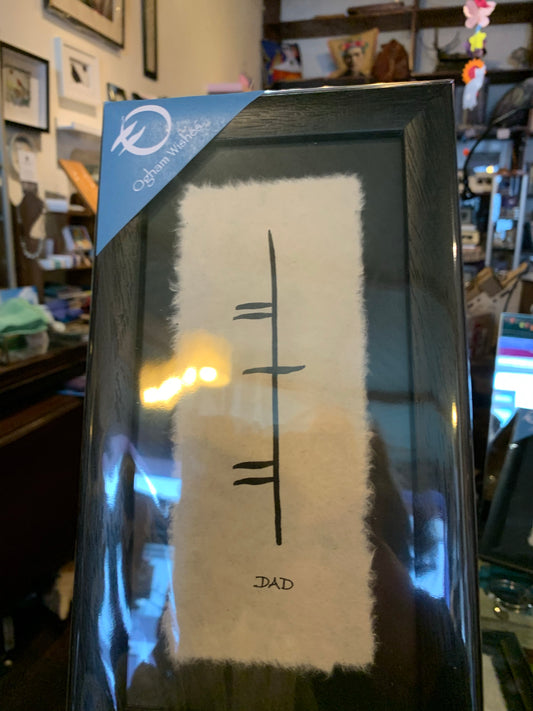 Ogham Wishes
ᚇᚐᚇ
DAD